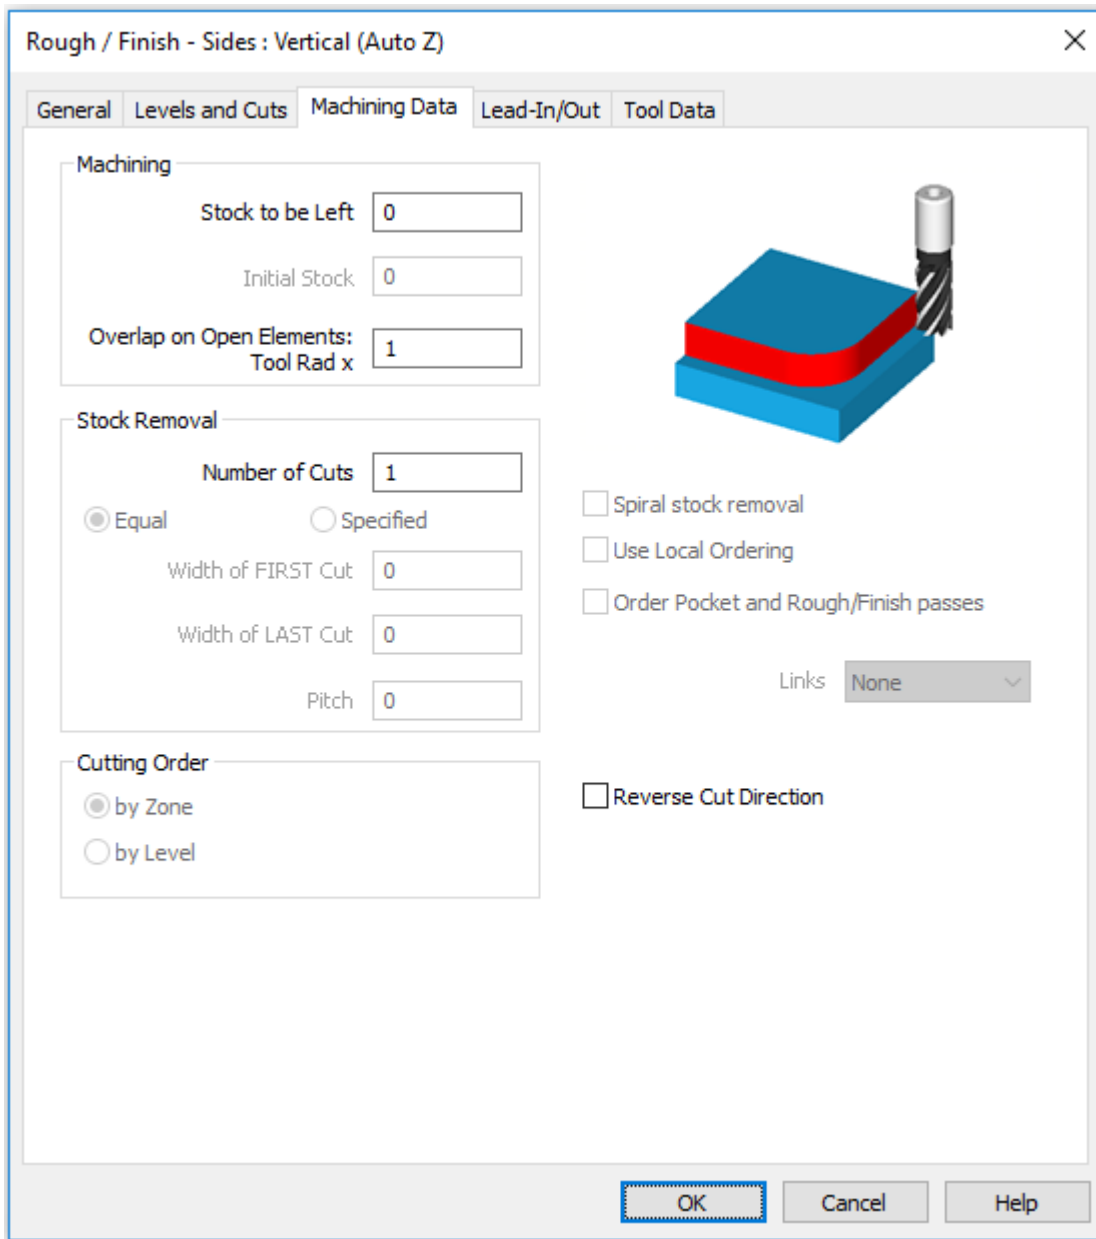 Rough / Finish - Sides : Vertical (Auto Z)
General Levels and Cuts Machining Data Lead-In/Out Tool Data
Machining
Stock to be Left 0
Initial Stock 0
Overlap on Open Elements:
Tool Rad x 1
Stock Removal
Number of Cuts 1
Equal Specified
Width of FIRST Cut 0
Width of LAST Cut 0
Pitch 0
Cutting Order
by Zone
by Level
Spiral stock removal
Use Local Ordering
Order Pocket and Rough/Finish passes
Links None
Reverse Cut Direction
OK Cancel Help